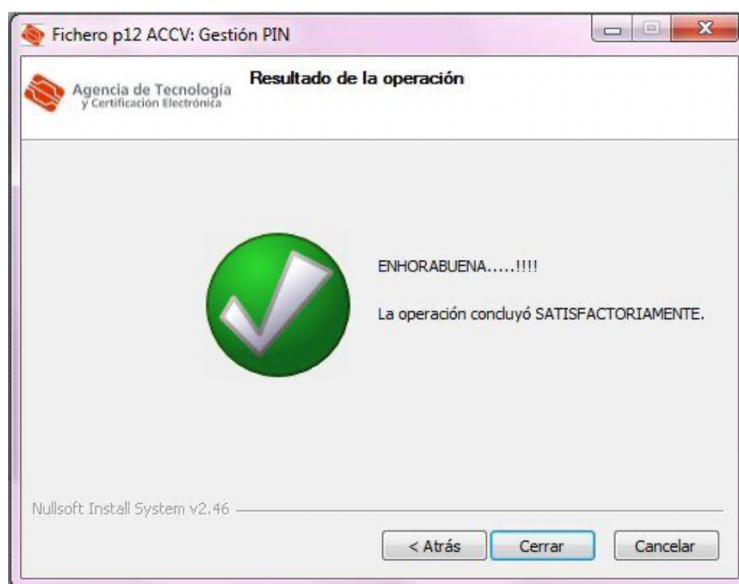 Fichero p12 ACCV: Gestión PIN
Agencia de Tecnología
y Certificación Electrónica
Resultado de la operación
ENHORABUENA.....!!!!
La operación concluyó SATISFACTORIAMENTE.
Nullsoft Install System v2.46
< Atrás
Cerrar
Cancelar